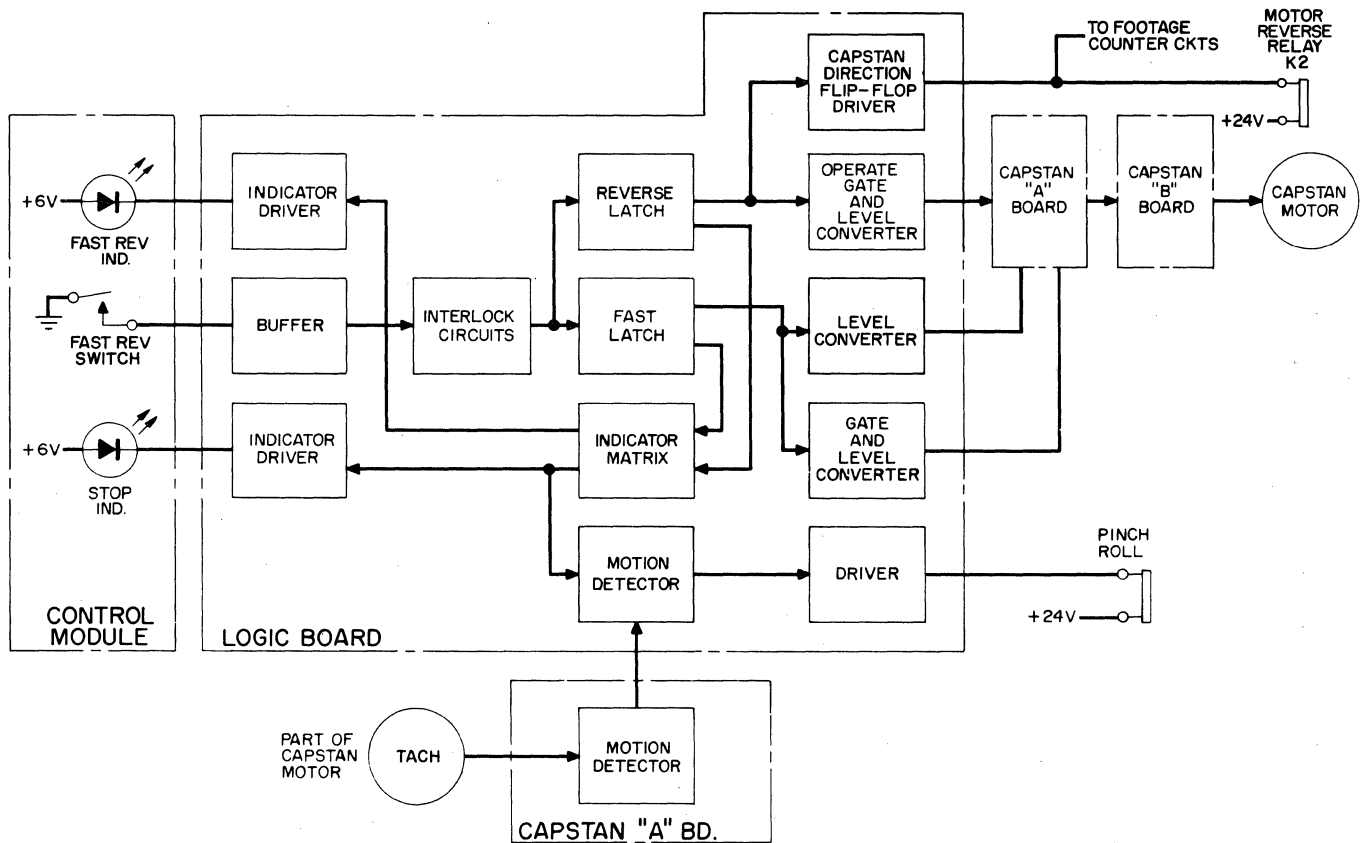 TO FOOTAGE
COUNTER CKTS
MOTOR
REVERSE
RELAY
K2
+24V
CAPSTAN
DIRECTION
FLIP-FLOP
DRIVER
+6V
FAST REV
IND.
INDICATOR
DRIVER
REVERSE
LATCH
OPERATE
GATE
AND
LEVEL
CONVERTER
CAPSTAN
"A"
BOARD
CAPSTAN
"B"
BOARD
CAPSTAN
MOTOR
FAST REV
SWITCH
BUFFER
INTERLOCK
CIRCUITS
FAST
LATCH
LEVEL
CONVERTER
+6V
STOP
IND.
INDICATOR
DRIVER
INDICATOR
MATRIX
GATE
AND
LEVEL
CONVERTER
MOTION
DETECTOR
DRIVER
PINCH
ROLL
+24V
CONTROL
MODULE
LOGIC BOARD
PART OF
CAPSTAN
MOTOR
TACH
MOTION
DETECTOR
CAPSTAN "A" BD.